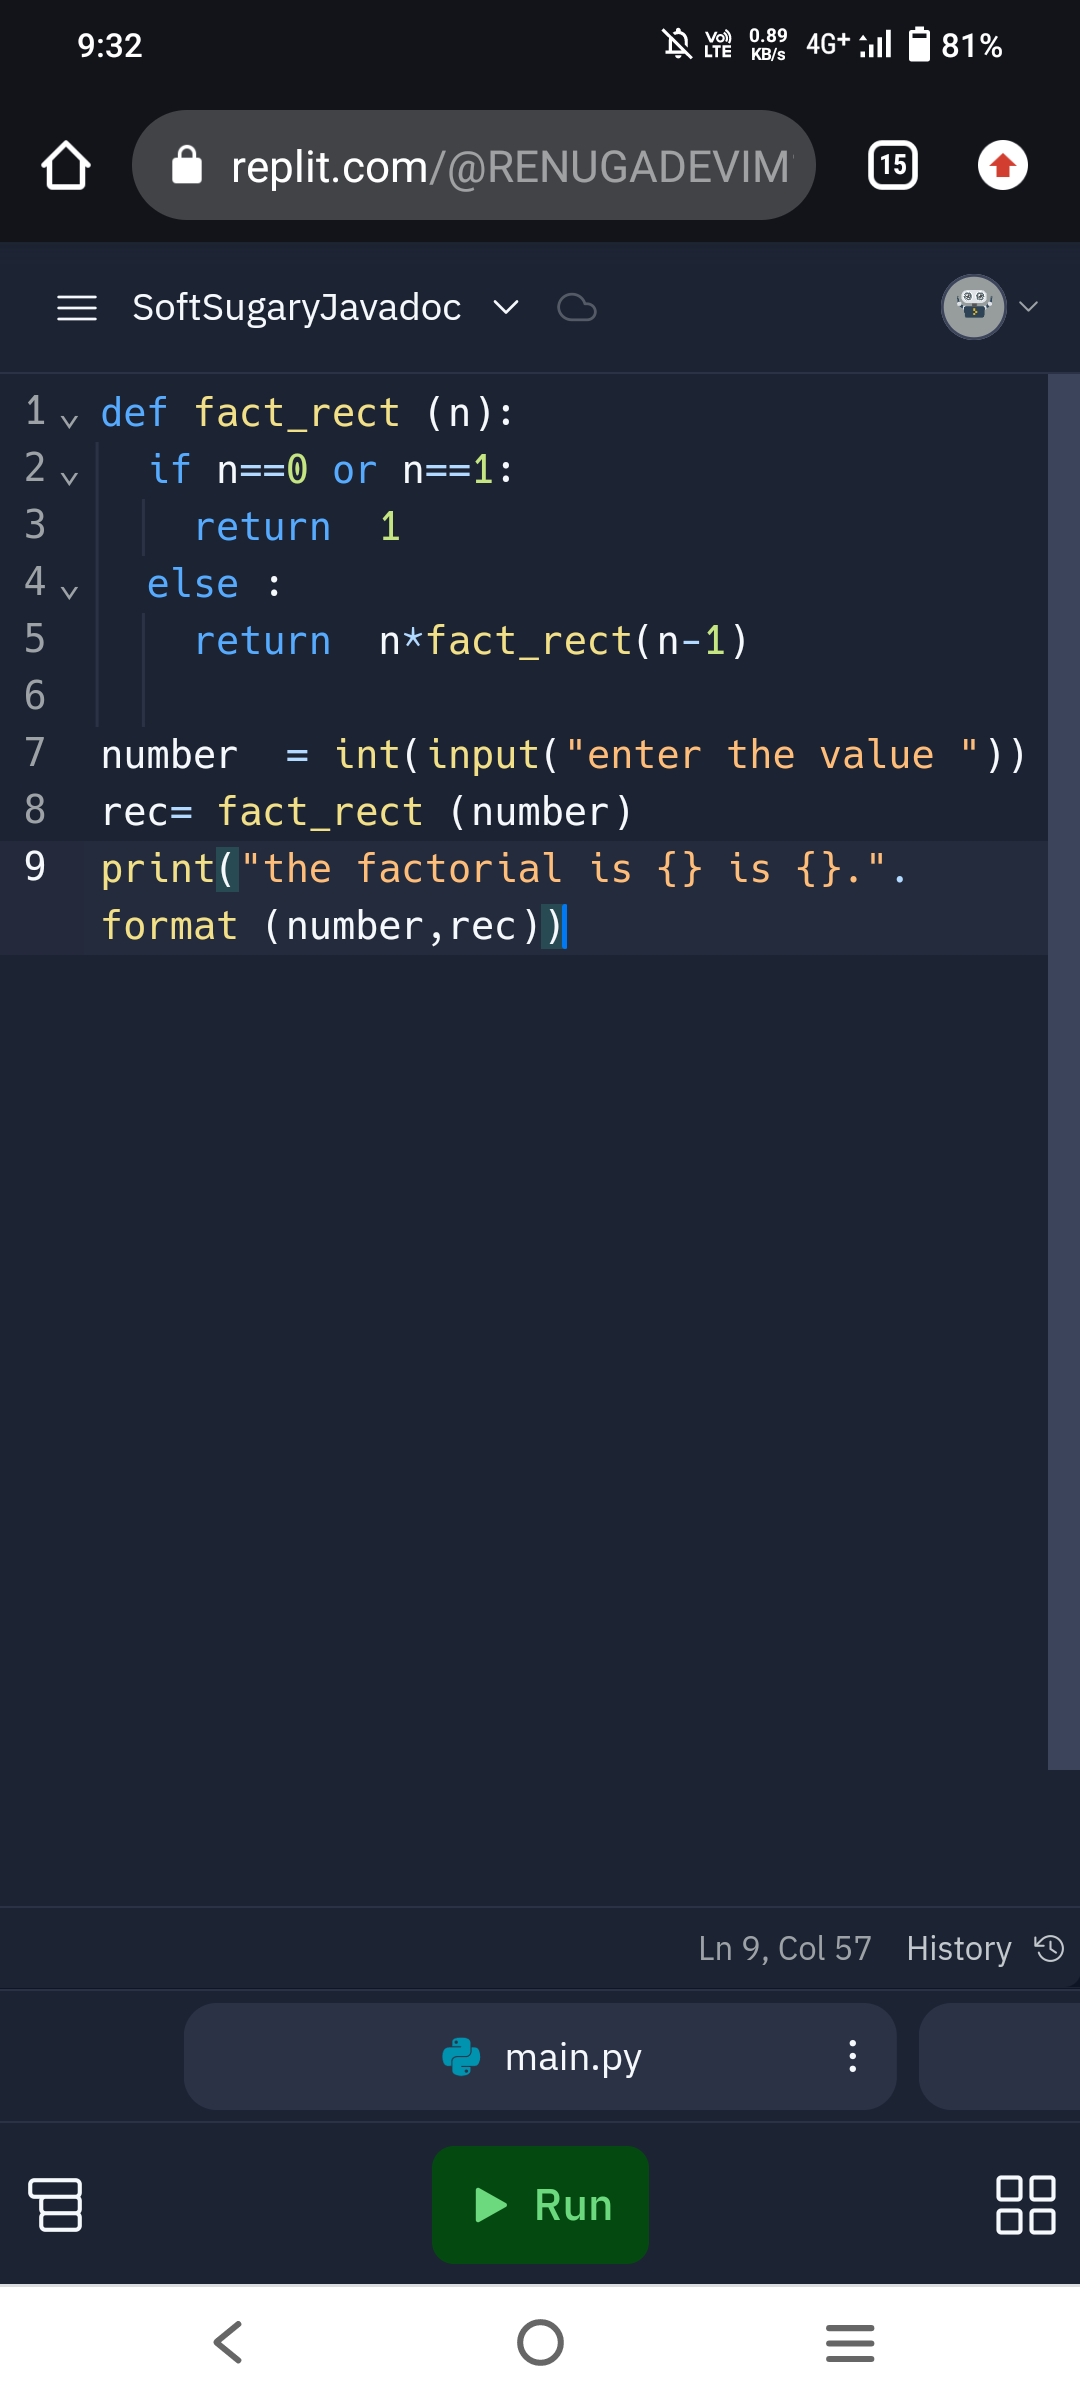 9:32 Vo)) LTE 0.89 KB/s 4G+ 81%
replit.com/@RENUGADEVIM 15
SoftSugaryJavadoc
1 def fact_rect (n):
2   if n==0 or n==1:
3     return  1
4   else :
5     return  n*fact_rect(n-1)
6
7 number  = int(input("enter the value "))
8 rec= fact_rect (number)
9 print("the factorial is {} is {}.".
format (number,rec))
Ln 9, Col 57 History
main.py
Run